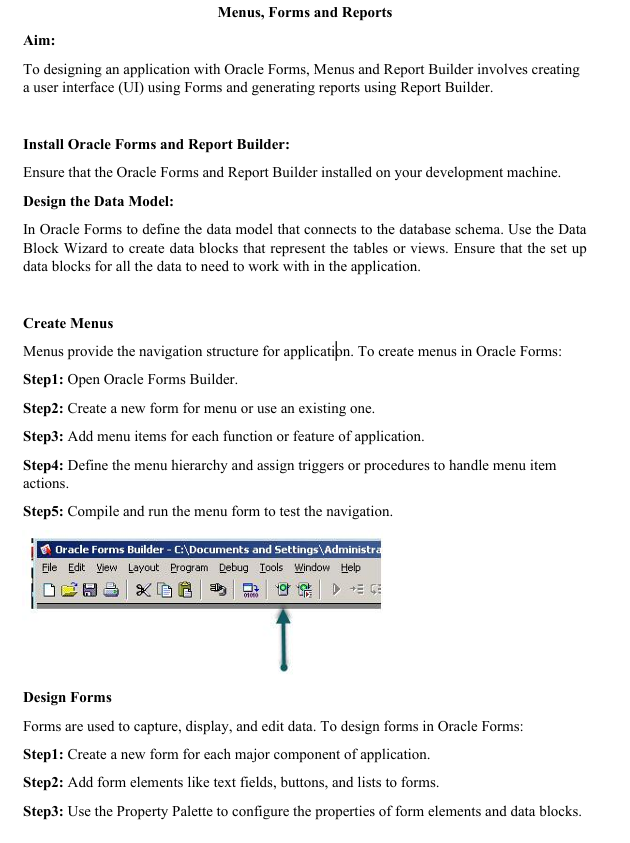 Menus, Forms and Reports
Aim:
To designing an application with Oracle Forms, Menus and Report Builder involves creating
a user interface (UI) using Forms and generating reports using Report Builder.
Install Oracle Forms and Report Builder:
Ensure that the Oracle Forms and Report Builder installed on your development machine.
Design the Data Model:
In Oracle Forms to define the data model that connects to the database schema. Use the Data
Block Wizard to create data blocks that represent the tables or views. Ensure that the set up
data blocks for all the data to need to work with in the application.
Create Menus
Menus provide the navigation structure for application. To create menus in Oracle Forms:
Step1: Open Oracle Forms Builder.
Step2: Create a new form for menu or use an existing one.
Step3: Add menu items for each function or feature of application.
Step4: Define the menu hierarchy and assign triggers or procedures to handle menu item
actions.
Step5: Compile and run the menu form to test the navigation.
Oracle Forms Builder - C:\Documents and Settings\Administra
File Edit View Layout Program Debug Tools Window Help
Design Forms
Forms are used to capture, display, and edit data. To design forms in Oracle Forms:
Step1: Create a new form for each major component of application.
Step2: Add form elements like text fields, buttons, and lists to forms.
Step3: Use the Property Palette to configure the properties of form elements and data blocks.